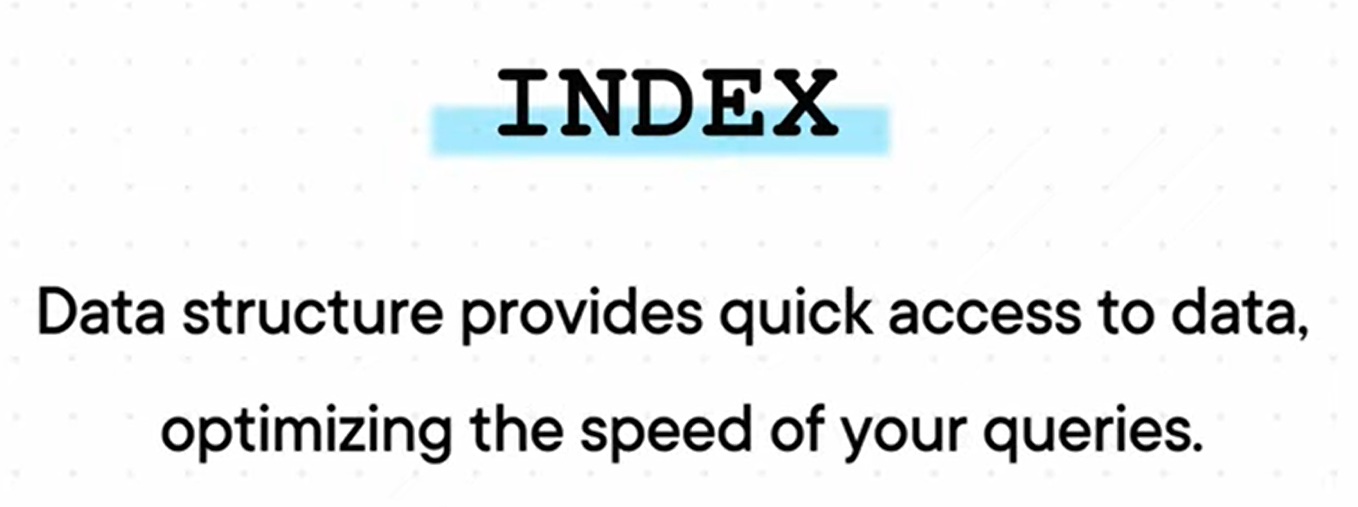 INDEX
Data structure provides quick access to data,
optimizing the speed of your queries.